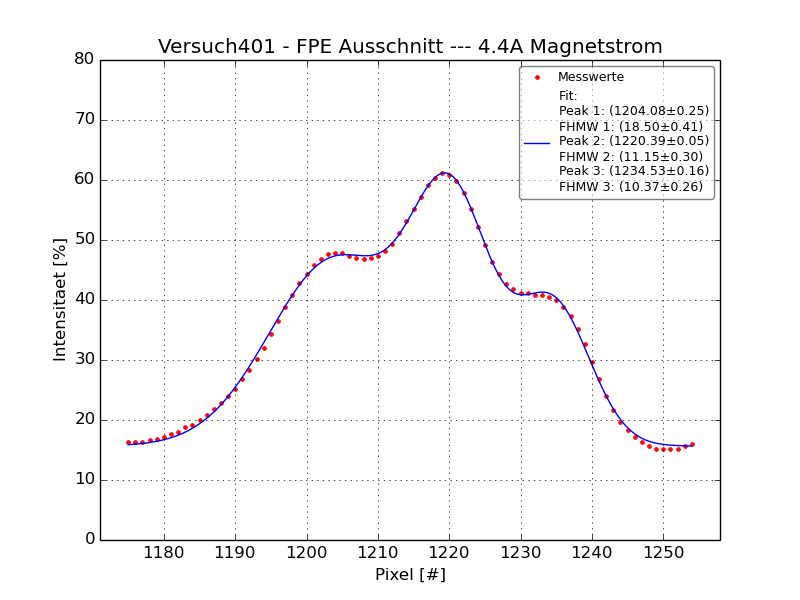 Versuch401 - FPE Ausschnitt --- 4.4A Magnetstrom
Messwerte
Fit:
Peak 1: (1204.08±0.25)
FHMW 1: (18.50±0.41)
Peak 2: (1220.39±0.05)
FHMW 2: (11.15±0.30)
Peak 3: (1234.53±0.16)
FHMW 3: (10.37±0.26)
Intensitaet [%]
80
70
60
50
40
30
20
10
0
1180 1190 1200 1210 1220 1230 1240 1250
Pixel [#]